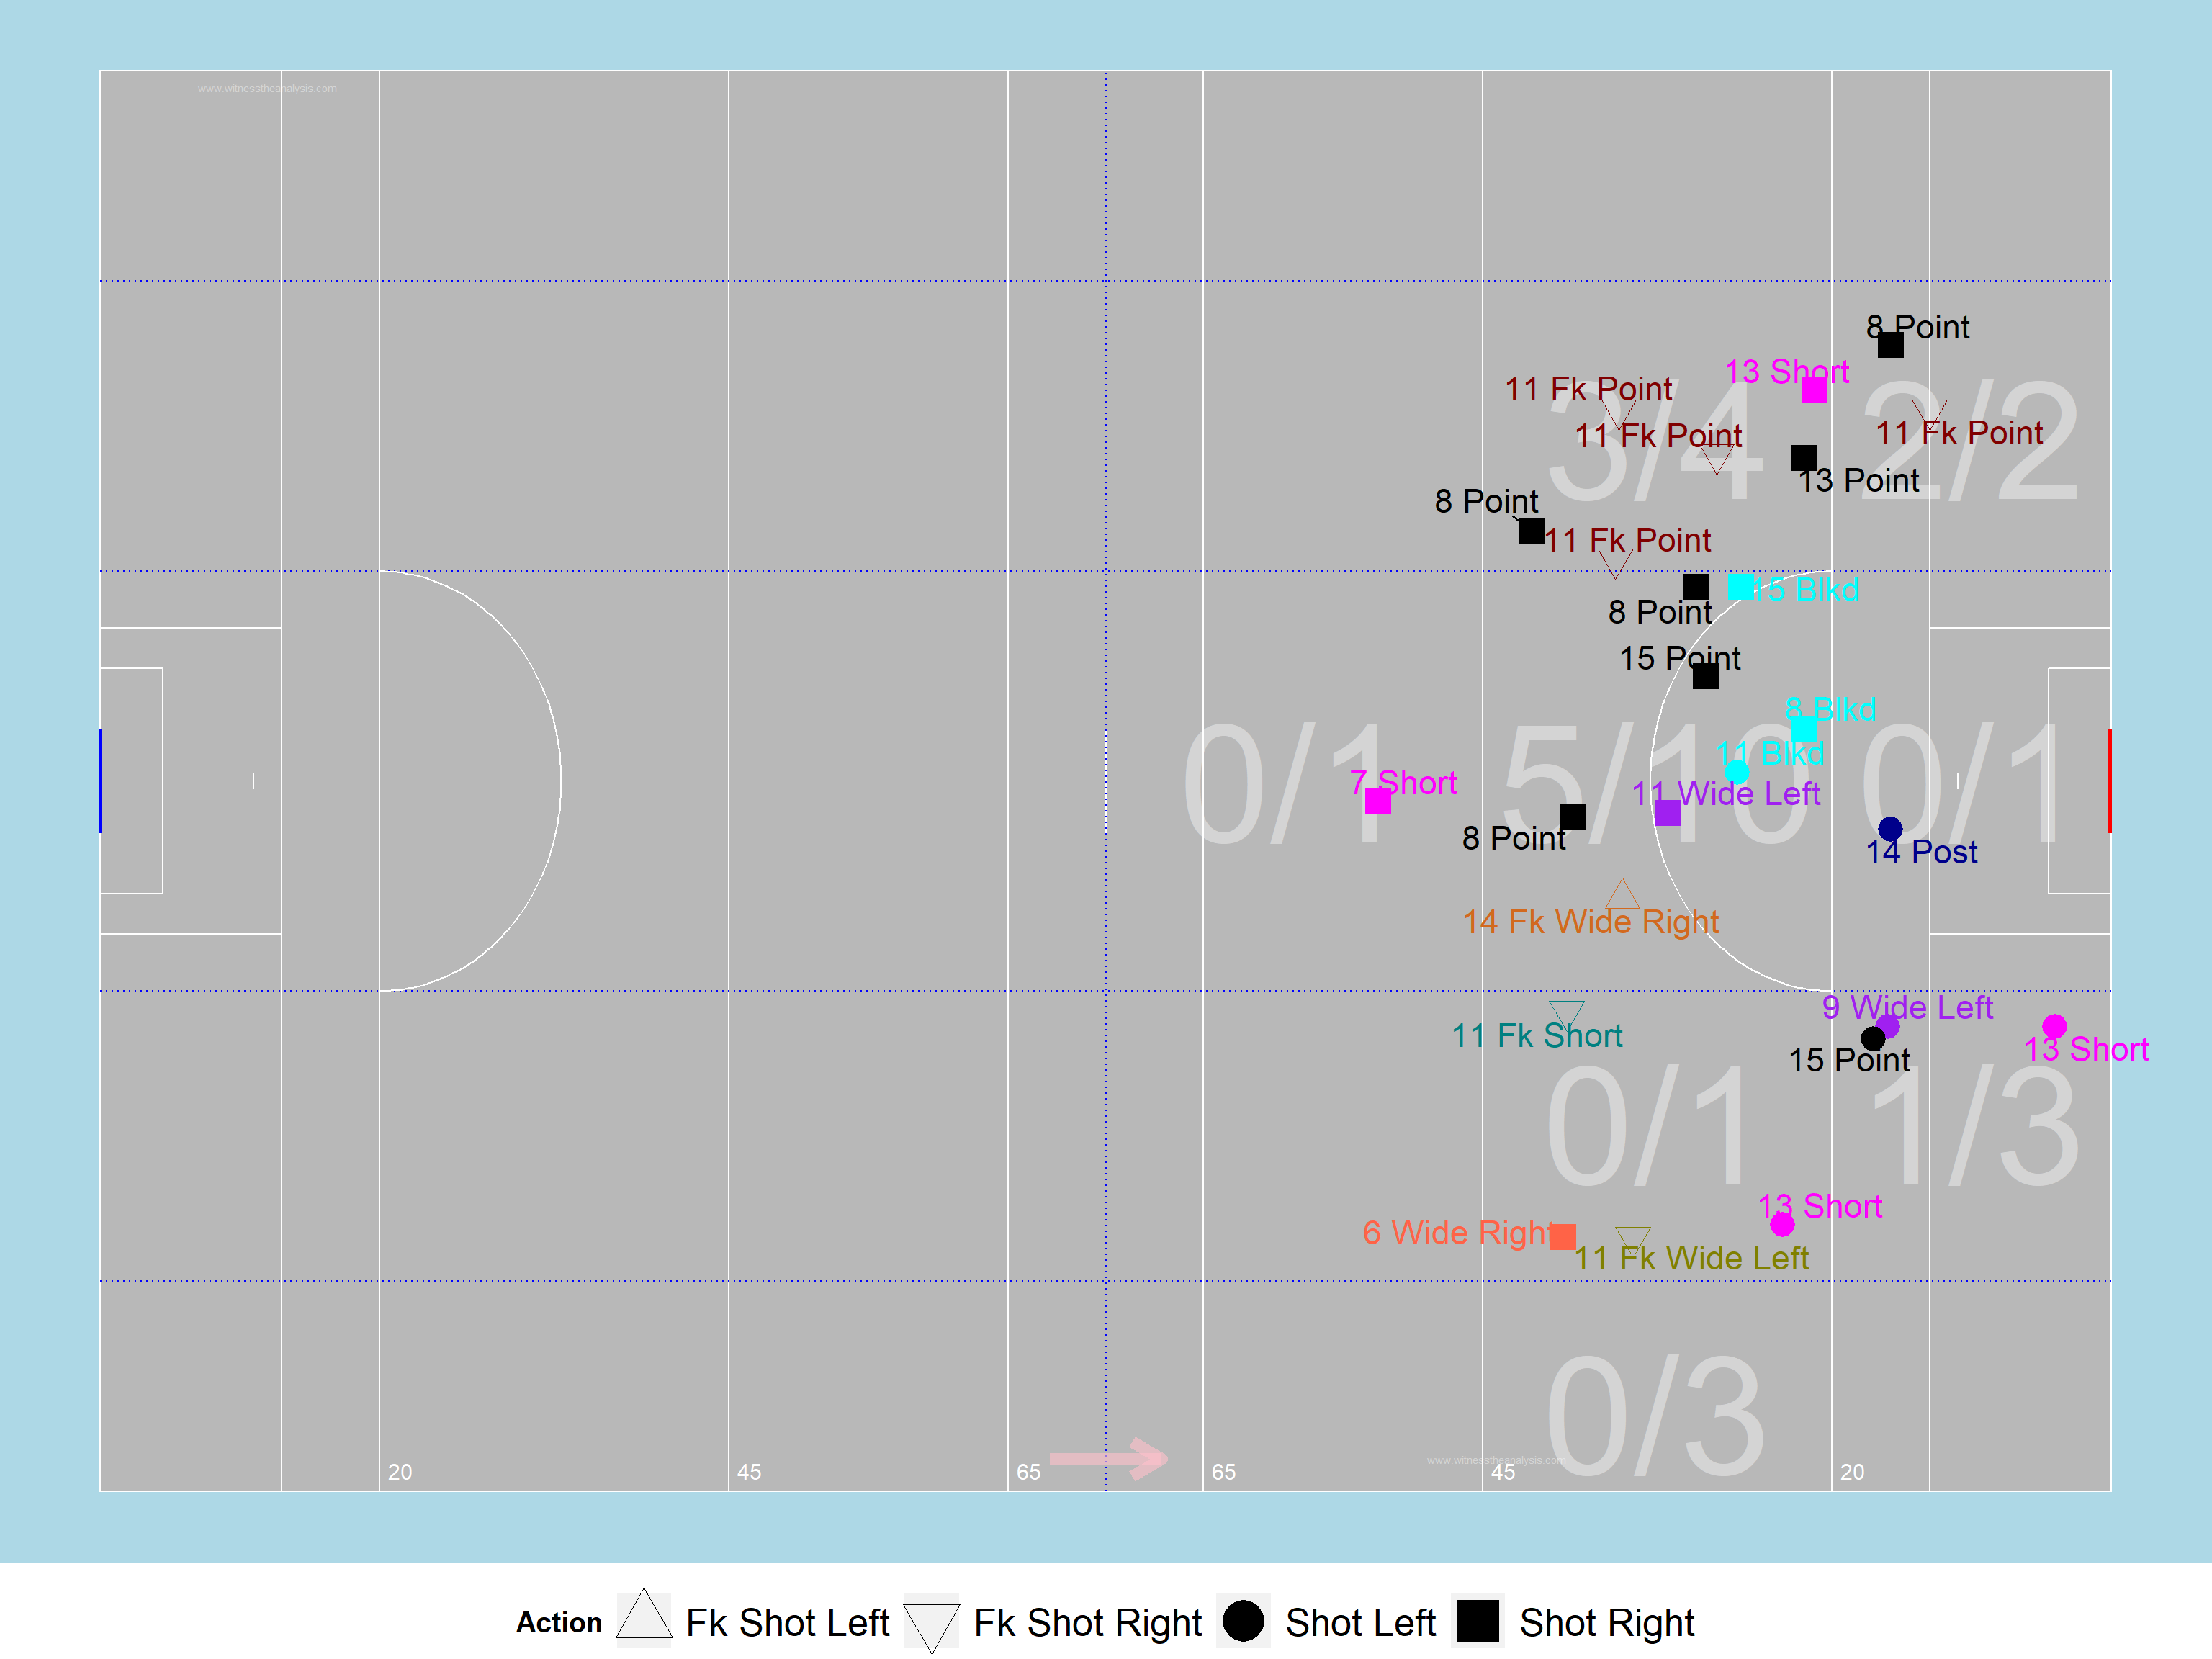 www.witnesstheanalysis.com
8 Point
13 Short
11 Fk Point
3/4
2/2
11 Fk Point
11 Fk Point
13 Point
8 Point
11 Fk Point
15 Blkd
8 Point
15 Point
8 Blkd
11 Blkd
0/1
5/10
0/1
7 Short
11 Wide Left
8 Point
14 Post
14 Fk Wide Right
9 Wide Left
11 Fk Short
13 Short
15 Point
0/1
1/3
13 Short
6 Wide Right
11 Fk Wide Left
0/3
www.witnesstheanalysis.com
20
45
65
65
45
20
Action Fk Shot Left Fk Shot Right Shot Left Shot Right